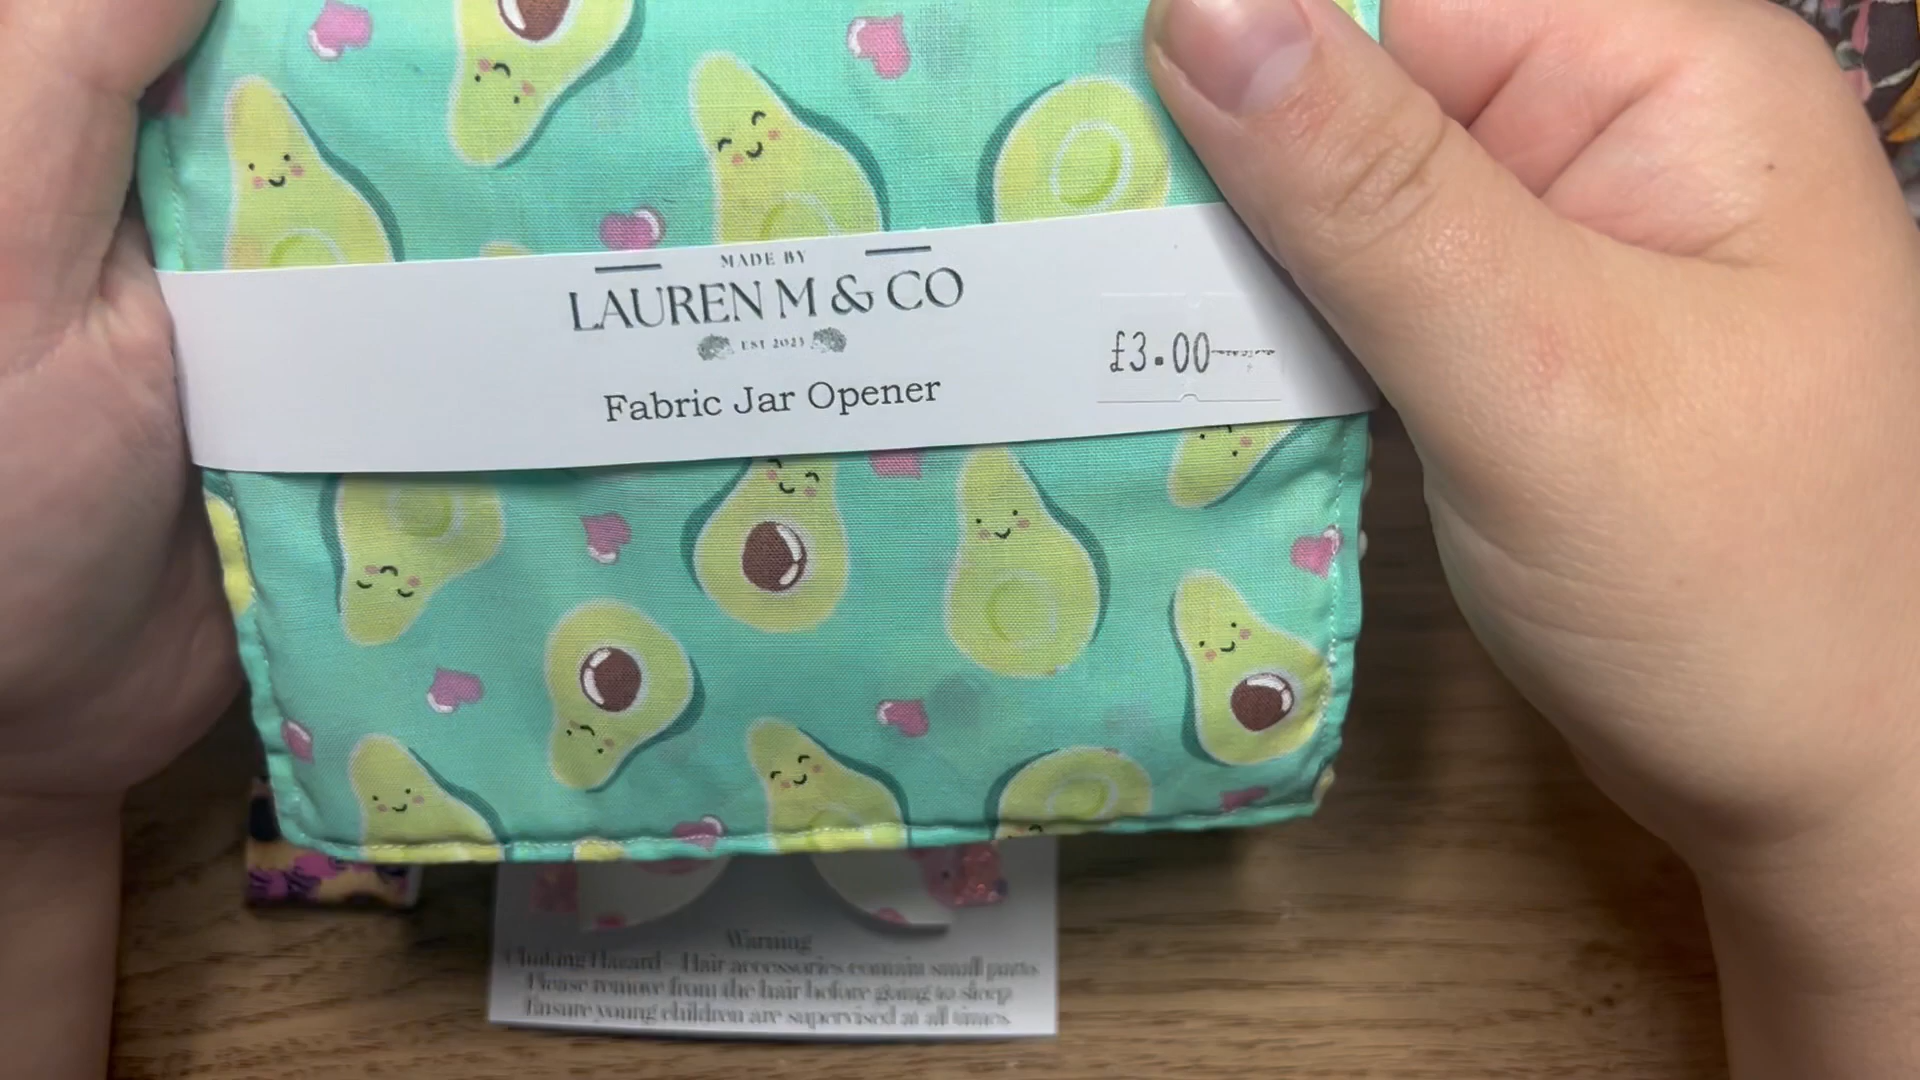 MADE BY
LAUREN M & CO
EST 2023
Fabric Jar Opener
£3.00
Warning
Choking Hazard - Hair accessories contain small parts
Please remove from the hair before going to sleep
Ensure young children are supervised at all times.